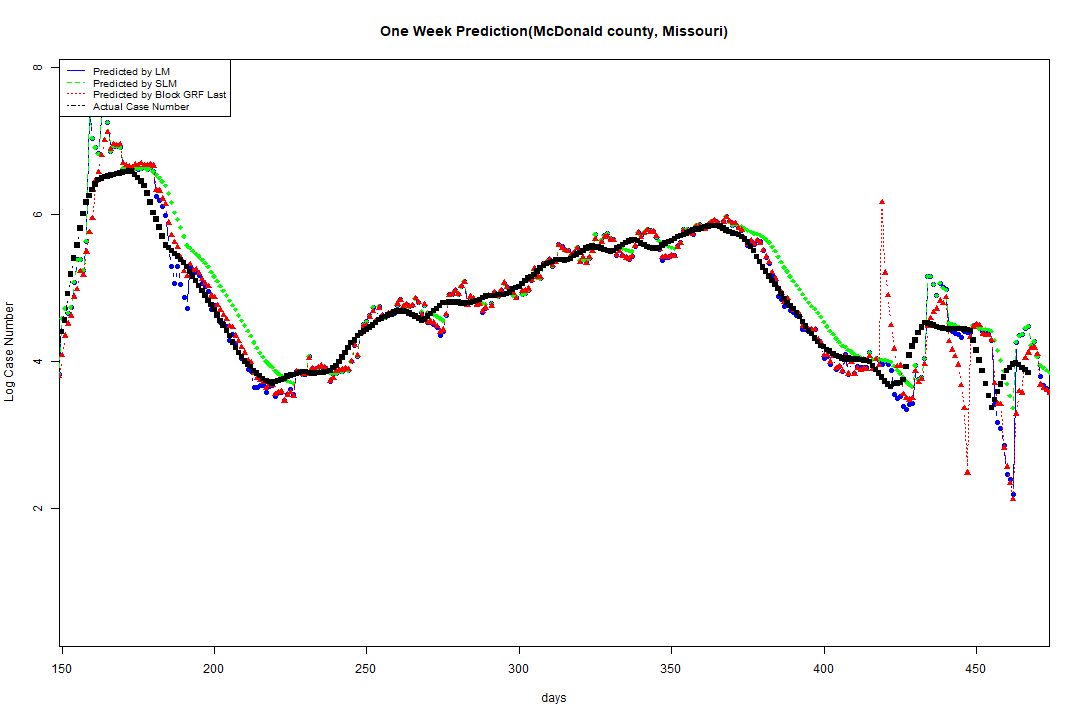 One Week Prediction(McDonald county, Missouri)
Predicted by LM
Predicted by SLM
Predicted by Block GRF Last
Actual Case Number
8
6
4
2
Log Case Number
150 200 250 300 350 400 450
days